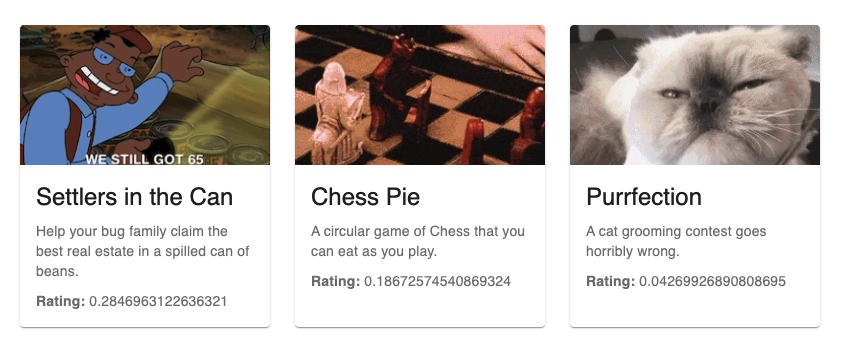 WE STILL GOT 65
Settlers in the Can
Help your bug family claim the
best real estate in a spilled can of
beans.
Rating: 0.2846963122636321
Chess Pie
A circular game of Chess that you
can eat as you play.
Rating: 0.18672574540869324
Purrfection
A cat grooming contest goes
horribly wrong.
Rating: 0.04269926890808695